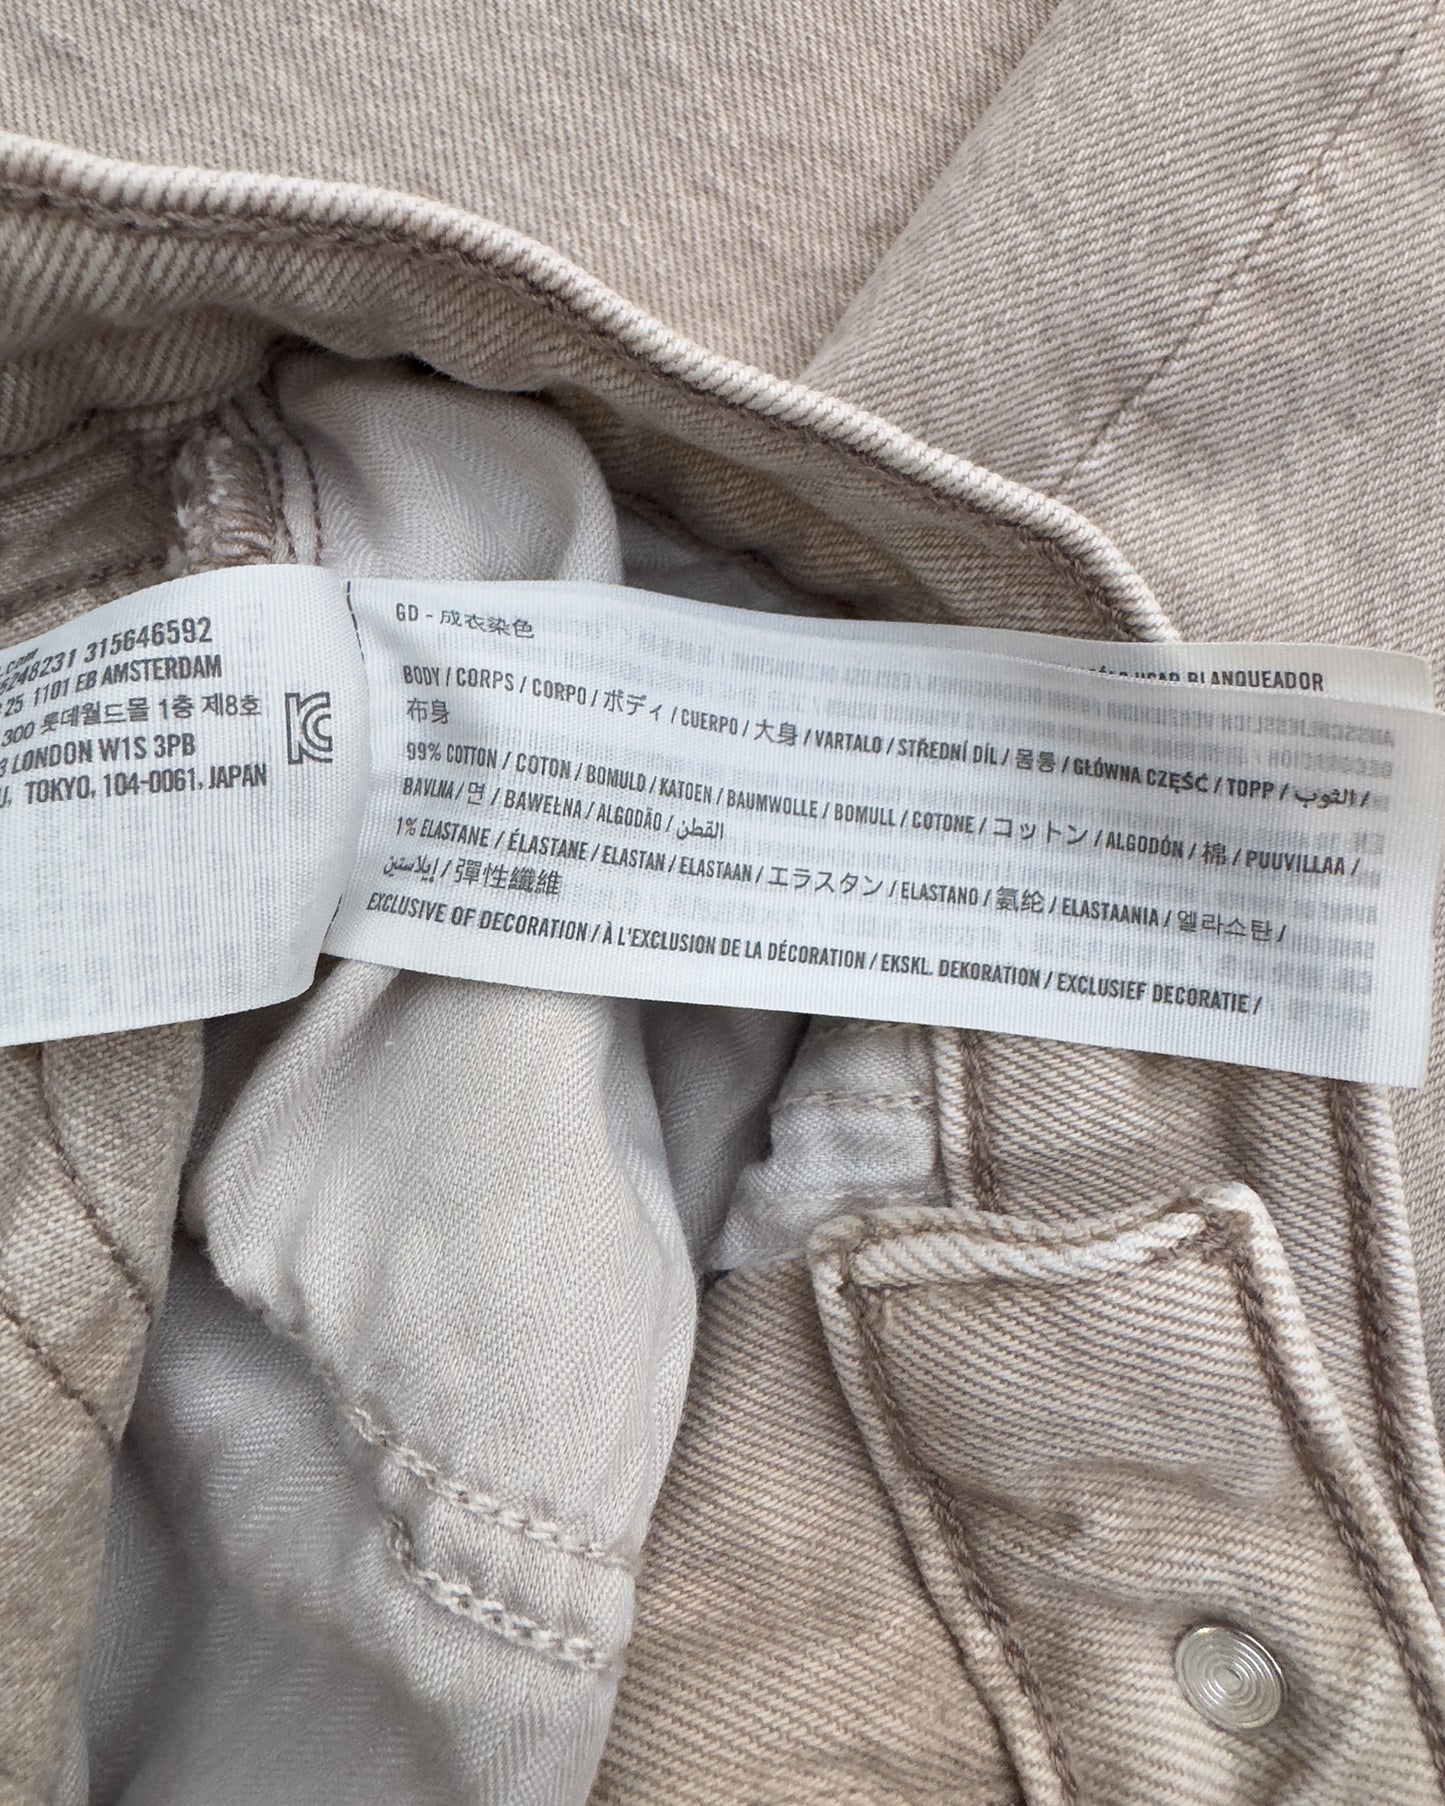 5248231 315646592
25 1101 EB AMSTERDAM
300 롯데월드몰 1층 제8호
3 LONDON W1S 3PB
TOKYO, 104-0061, JAPAN
GD - 成衣染色
USAR BLANQUEADOR
BODY / CORPS / CORPO / ボディ / CUERPO / 大身 / VARTALO / STŘEDNÍ DÍL / 몸통 / GŁÓWNA CZĘŚĆ / TOPP / الثوب /
布身
99% COTTON / COTON / BOMULD / KATOEN / BAUMWOLLE / BOMULL / COTONE / コットン / ALGODÓN / 棉 / PUUVILLAA /
BAVLNA / 면 / BAWEŁNA / ALGODÃO / القطن
1% ELASTANE / ÉLASTANE / ELASTAN / ELASTAAN / エラスタン / ELASTANO / 氨纶 / ELASTAANIA / 엘라스탄 /
إيلاستين / 彈性纖維
EXCLUSIVE OF DECORATION / À L'EXCLUSION DE LA DÉCORATION / EKSKL. DEKORATION / EXCLUSIEF DECORATIE /